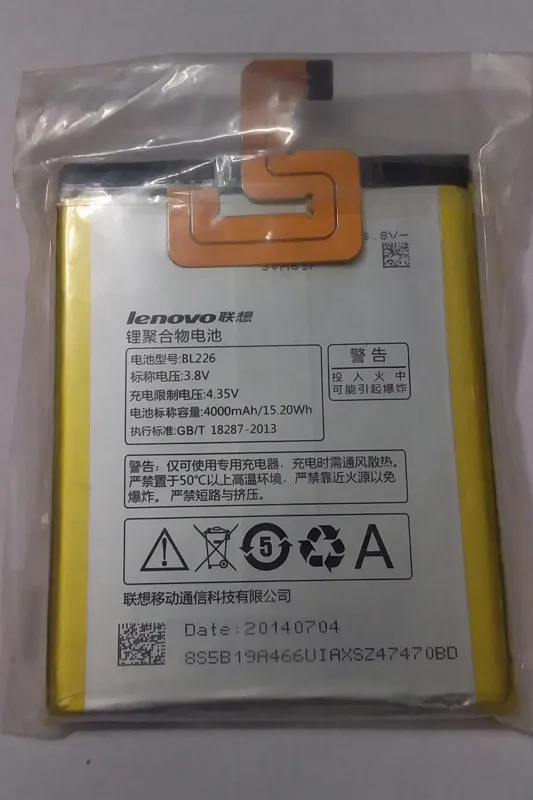 3.8V-
lenovo 联想
锂聚合物电池
电池型号:BL226
标称电压:3.8V
充电限制电压:4.35V
电池标称容量:4000mAh/15.20Wh
执行标准:GB/T 18287-2013
警告
投入火中
可能引起爆炸
警告: 仅可使用专用充电器, 充电时需通风散热。
严禁置于50℃以上高温环境, 严禁靠近火源以免
爆炸。 严禁短路与挤压。
5
A
联想移动通信科技有限公司
Date:20140704
8S5B19A466UIAXSZ47470BD